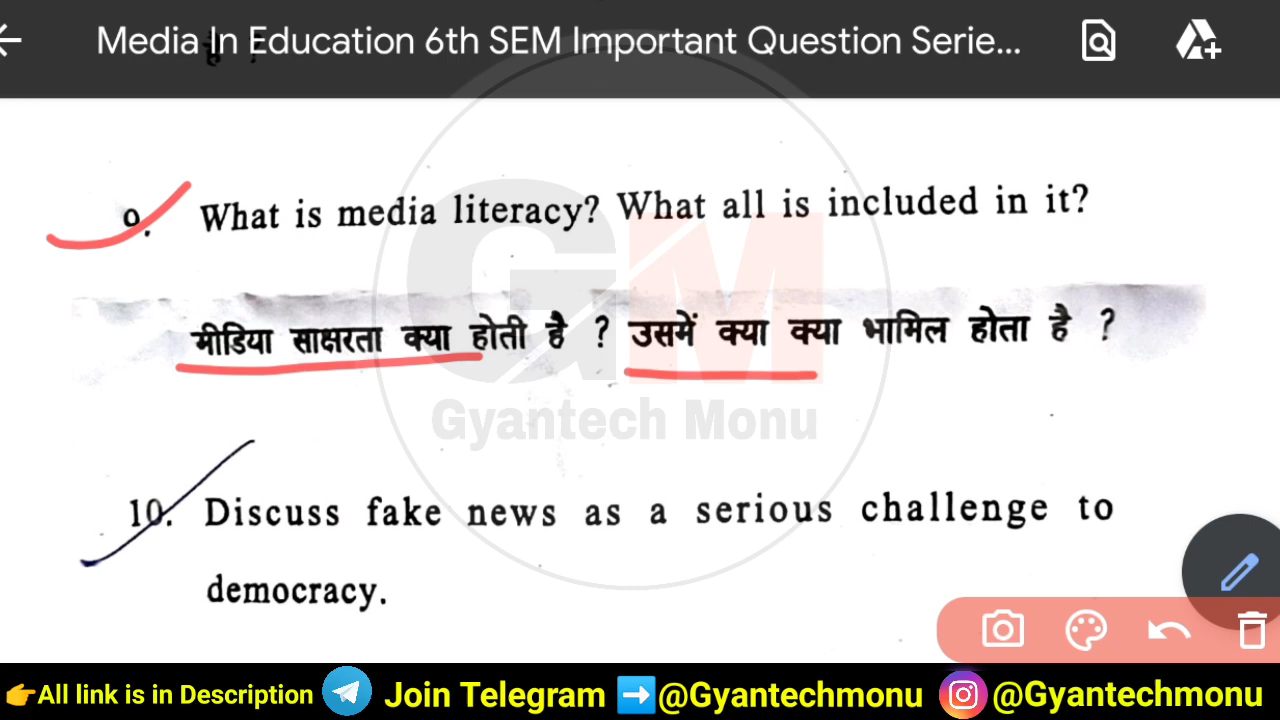 Media In Education 6th SEM Important Question Serie...
है ?
9. What is media literacy? What all is included in it?
मीडिया साक्षरता क्या होती है ? उसमें क्या क्या भामिल होता है ?
GM
Gyantech Monu
10. Discuss fake news as a serious challenge to
democracy.
👉All link is in Description Join Telegram ➡️@Gyantechmonu @Gyantechmonu